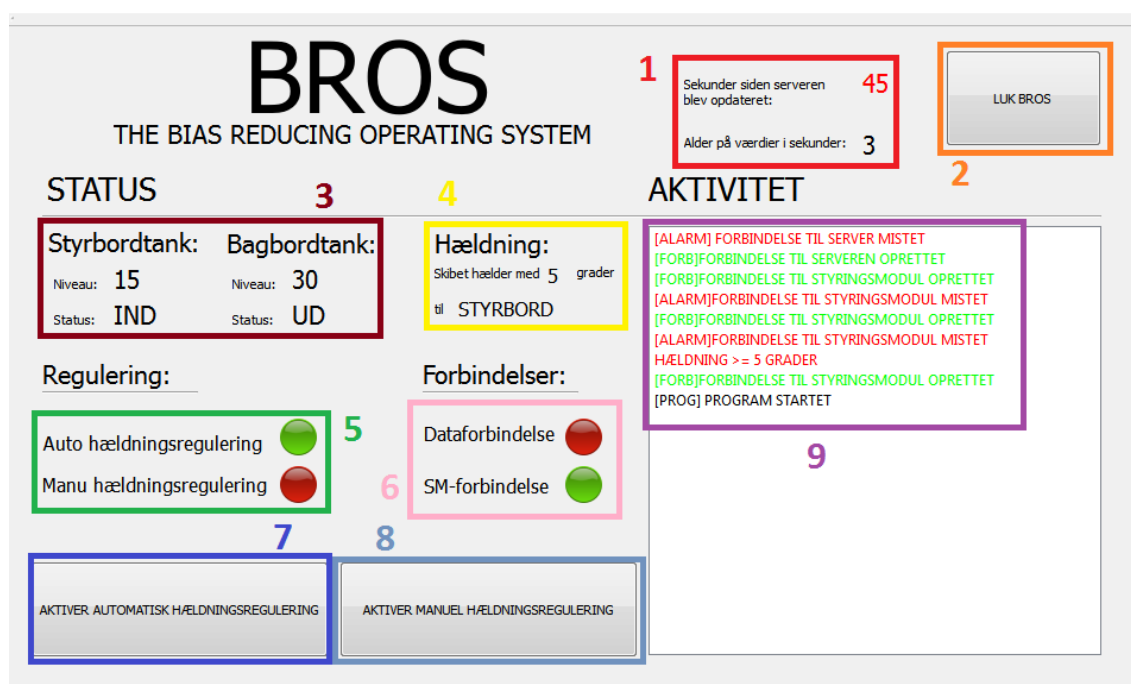 BROS
THE BIAS REDUCING OPERATING SYSTEM
1
Sekunder siden serveren
blev opdateret:
45
Alder på værdier i sekunder: 3
LUK BROS
2
STATUS
3
4
Styrbordtank:
Niveau: 15
Status: IND
Bagbordtank:
Niveau: 30
Status: UD
Hældning:
Skibet hælder med 5 grader
til STYRBORD
Regulering:
Auto hældningsregulering
Manu hældningsregulering
5
Forbindelser:
Dataforbindelse
SM-forbindelse
6
7
8
AKTIVER AUTOMATISK HÆLDNINGSREGULERING
AKTIVER MANUEL HÆLDNINGSREGULERING
AKTIVITET
[ALARM] FORBINDELSE TIL SERVER MISTET
[FORB]FORBINDELSE TIL SERVEREN OPRETTET
[FORB]FORBINDELSE TIL STYRINGSMODUL OPRETTET
[ALARM]FORBINDELSE TIL STYRINGSMODUL MISTET
[FORB]FORBINDELSE TIL STYRINGSMODUL OPRETTET
[ALARM]FORBINDELSE TIL STYRINGSMODUL MISTET
HÆLDNING >= 5 GRADER
[FORB]FORBINDELSE TIL STYRINGSMODUL OPRETTET
[PROG] PROGRAM STARTET
9